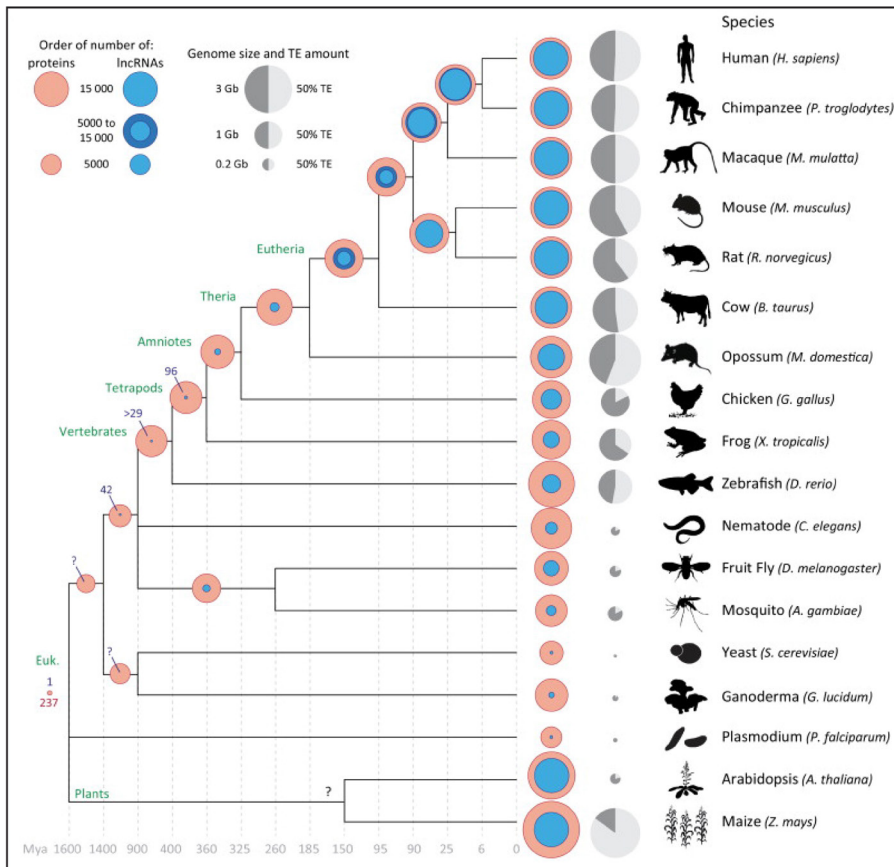 Order of number of:
proteins lncRNAs
15 000
5000 to
15 000
5000
Genome size and TE amount
3 Gb 50% TE
1 Gb 50% TE
0.2 Gb 50% TE
Species
Human (H. sapiens)
Chimpanzee (P. troglodytes)
Macaque (M. mulatta)
Mouse (M. musculus)
Rat (R. norvegicus)
Eutheria
Cow (B. taurus)
Theria
Opossum (M. domestica)
Amniotes
96
Chicken (G. gallus)
Tetrapods
>29
Frog (X. tropicalis)
Vertebrates
Zebrafish (D. rerio)
42
Nematode (C. elegans)
?
Fruit Fly (D. melanogaster)
Mosquito (A. gambiae)
?
Yeast (S. cerevisiae)
Euk.
1
237
Ganoderma (G. lucidum)
Plasmodium (P. falciparum)
Arabidopsis (A. thaliana)
Plants
?
Maize (Z. mays)
Mya 1600 1400 900 400 360 325 310 185 150 95 90 25 6 0